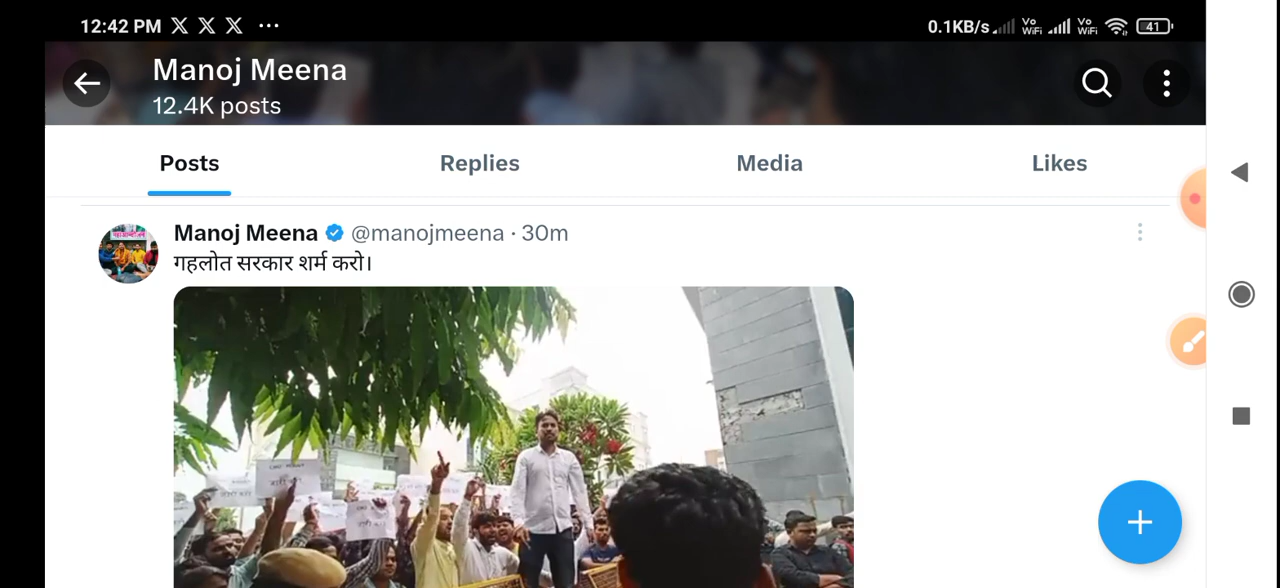 12:42 PM X X X ...
0.1KB/s Vo WiFi Vo WiFi 41
Manoj Meena
12.4K posts
Posts Replies Media Likes
Manoj Meena @manojmeena · 30m
गहलोत सरकार शर्म करो।
जारी करो